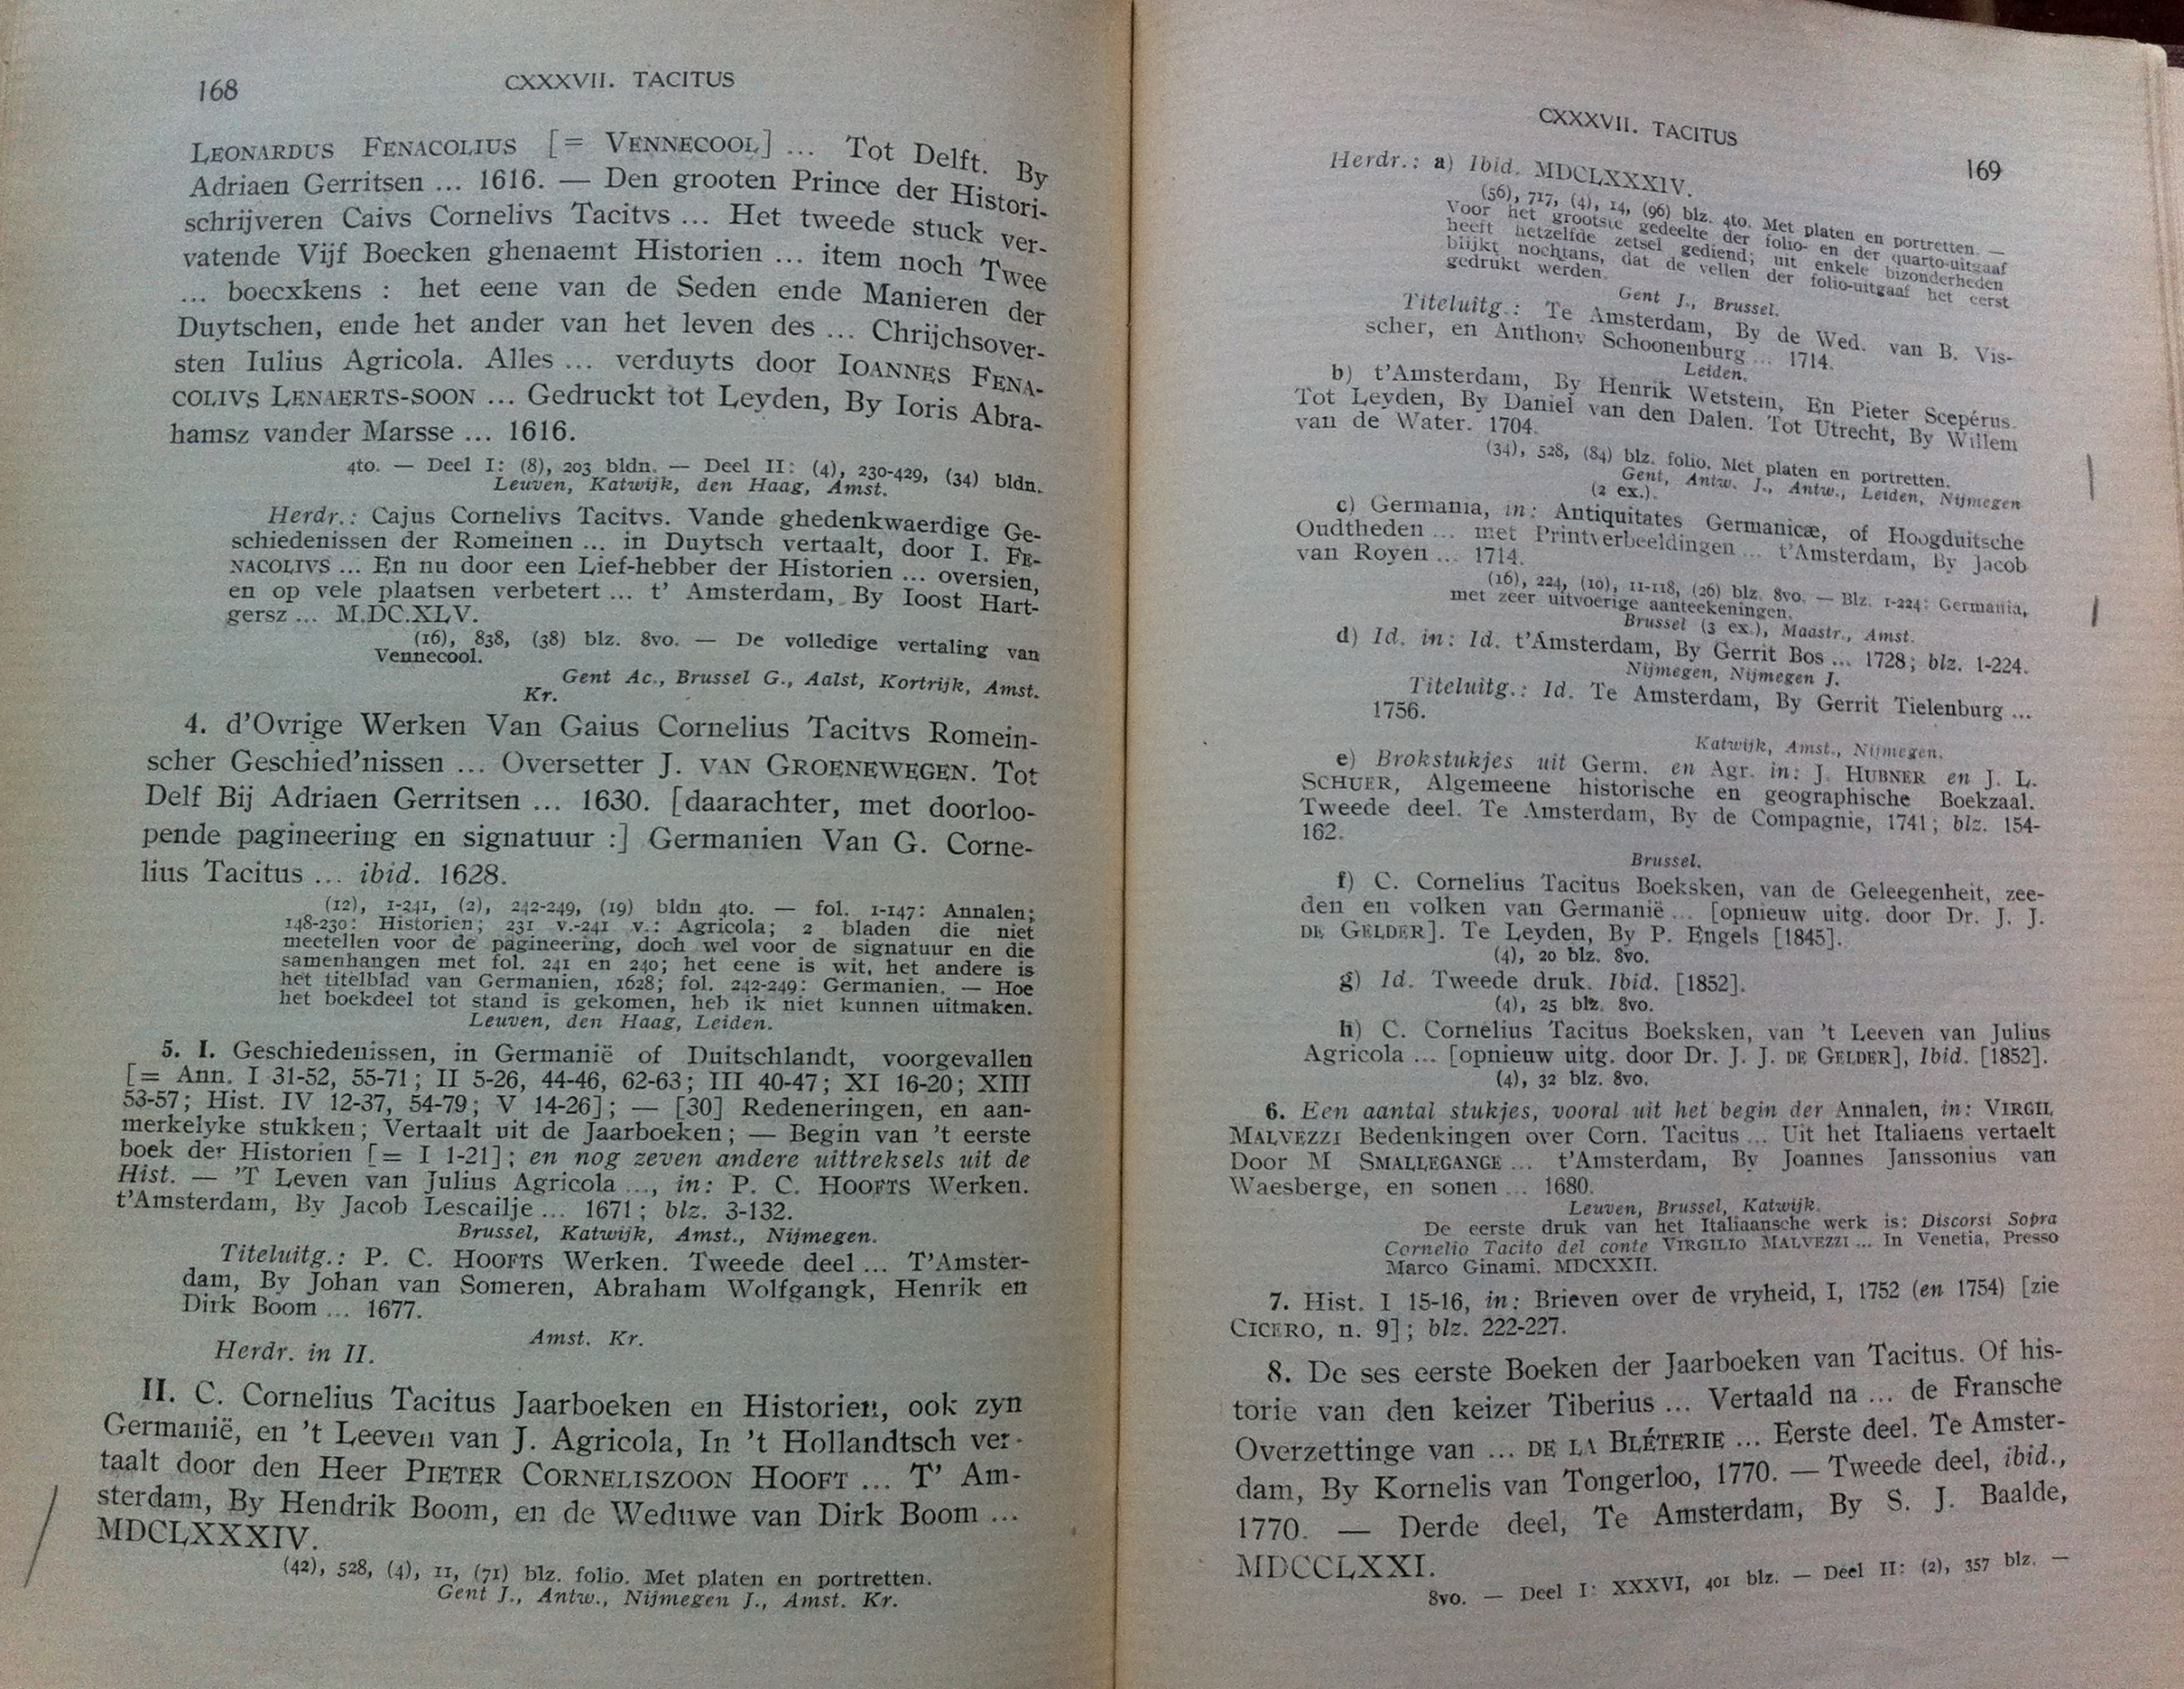 168
CXXXVII. TACITUS
LEONARDUS FENACOLIUS [= VENNECOOL] ... Tot Delft. By
Adriaen Gerritsen ... 1616. — Den grooten Prince der Histori-
schrijveren Caivs Cornelivs Tacitvs ... Het tweede stuck ver-
vatende Vijf Boecken ghenaemt Historien ... item noch Twee
... boecxkens : het eene van de Seden ende Manieren der
Duytschen, ende het ander van het leven des ... Chrijchsover-
sten Iulius Agricola. Alles ... verduyts door IOANNES FENA-
COLIVS LENAERTS-SOON ... Gedruckt tot Leyden, By Ioris Abra-
hamsz vander Marsse ... 1616.
4to. — Deel I: (8), 203 bldn. — Deel II: (4), 230-429, (34) bldn.
Leuven, Katwijk, den Haag, Amst.
Herdr.: Cajus Cornelivs Tacitvs. Vande ghedenkwaerdige Ge-
schiedenissen der Romeinen ... in Duytsch vertaalt, door I. FE-
NACOLIVS ... En nu door een Lief-hebber der Historien ... oversien,
en op vele plaatsen verbetert ... t' Amsterdam, By Ioost Hart-
gersz ... M.DC.XLV.
(16), 838, (38) blz. 8vo. — De volledige vertaling van
Vennecool.
Gent Ac., Brussel G., Aalst, Kortrijk, Amst.
Kr.
4. d'Ovrige Werken Van Gaius Cornelius Tacitvs Romein-
scher Geschied'nissen ... Oversetter J. VAN GROENEWEGEN. Tot
Delf Bij Adriaen Gerritsen ... 1630. [daarachter, met doorloo-
pende pagineering en signatuur :] Germanien Van G. Corne-
lius Tacitus ... ibid. 1628.
(12), 1-241, (2), 242-249, (19) bldn 4to. — fol. 1-147: Annalen;
148-230: Historien; 231 v.-241 v.: Agricola; 2 bladen die niet
meetellen voor de pagineering, doch wel voor de signatuur en die
samenhangen met fol. 241 en 240; het eene is wit, het andere is
het titelblad van Germanien, 1628; fol. 242-249: Germanien. — Hoe
het boekdeel tot stand is gekomen, heb ik niet kunnen uitmaken.
Leuven, den Haag, Leiden.
5. I. Geschiedenissen, in Germanië of Duitschlandt, voorgevallen
[= Ann. I 31-52, 55-71; II 5-26, 44-46, 62-63; III 40-47; XI 16-20; XIII
53-57; Hist. IV 12-37, 54-79; V 14-26]; — [30] Redeneringen, en aan-
merkelyke stukken; Vertaalt uit de Jaarboeken; — Begin van 't eerste
boek der Historien [= I 1-21]; en nog zeven andere uittreksels uit de
Hist. — 'T Leven van Julius Agricola ..., in: P. C. HOOFTS Werken.
t'Amsterdam, By Jacob Lescailje ... 1671; blz. 3-132.
Brussel, Katwijk, Amst., Nijmegen.
Titeluitg.: P. C. HOOFTS Werken. Tweede deel ... T'Amster-
dam, By Johan van Someren, Abraham Wolfgangk, Henrik en
Dirk Boom ... 1677.
Amst. Kr.
Herdr. in II.
II. C. Cornelius Tacitus Jaarboeken en Historien, ook zyn
Germanië, en 't Leeven van J. Agricola, In 't Hollandtsch ver-
taalt door den Heer PIETER CORNELISZOON HOOFT ... T' Am-
sterdam, By Hendrik Boom, en de Weduwe van Dirk Boom ...
MDCLXXXIV.
(42), 528, (4), 11, (71) blz. folio. Met platen en portretten.
Gent J., Antw., Nijmegen J., Amst. Kr.
CXXXVII. TACITUS
169
Herdr.: a) Ibid. MDCLXXXIV.
(56), 717, (4), 14, (96) blz. 4to. Met platen en portretten. —
Voor het grootste gedeelte der folio- en der quarto-uitgaaf
heeft hetzelfde zetsel gediend; uit enkele bizonderheden
blijkt nochtans, dat de vellen der folio-uitgaaf het eerst
gedrukt werden.
Gent J., Brussel.
Titeluitg.: Te Amsterdam, By de Wed. van B. Vis-
scher, en Anthony Schoonenburg ... 1714.
Leiden.
b) t'Amsterdam, By Henrik Wetstein, En Pieter Scepérus.
Tot Leyden, By Daniel van den Dalen. Tot Utrecht, By Willem
van de Water. 1704.
(34), 528, (84) blz. folio. Met platen en portretten.
Gent, Antw. J., Antw., Leiden, Nijmegen
(2 ex.).
c) Germania, in: Antiquitates Germanicæ, of Hoogduitsche
Oudtheden ... met Printverbeeldingen ... t'Amsterdam, By Jacob
van Royen ... 1714.
(16), 224, (10), 11-118, (26) blz. 8vo. — Blz. 1-224: Germania,
met zeer uitvoerige aanteekeningen.
Brussel (3 ex.), Maastr., Amst.
d) Id. in: Id. t'Amsterdam, By Gerrit Bos ... 1728; blz. 1-224.
Nijmegen, Nijmegen J.
Titeluitg.: Id. Te Amsterdam, By Gerrit Tielenburg ...
1756.
Katwijk, Amst., Nijmegen.
e) Brokstukjes uit Germ. en Agr. in: J. HUBNER en J. L.
SCHUER, Algemeene historische en geographische Boekzaal.
Tweede deel. Te Amsterdam, By de Compagnie, 1741; blz. 154-
162.
Brussel.
f) C. Cornelius Tacitus Boeksken, van de Geleegenheit, zee-
den en volken van Germanië ... [opnieuw uitg. door Dr. J. J.
DE GELDER]. Te Leyden, By P. Engels [1845].
(4), 20 blz. 8vo.
g) Id. Tweede druk. Ibid. [1852].
(4), 25 blz. 8vo.
h) C. Cornelius Tacitus Boeksken, van 't Leeven van Julius
Agricola ... [opnieuw uitg. door Dr. J. J. DE GELDER], Ibid. [1852].
(4), 32 blz. 8vo.
6. Een aantal stukjes, vooral uit het begin der Annalen, in: VIRGIL
MALVEZZI Bedenkingen over Corn. Tacitus ... Uit het Italiaens vertaelt
Door M SMALLEGANGE ... t'Amsterdam, By Joannes Janssonius van
Waesberge, en sonen ... 1680.
Leuven, Brussel, Katwijk.
De eerste druk van het Italiaansche werk is: Discorsi Sopra
Cornelio Tacito del conte VIRGILIO MALVEZZI ... In Venetia, Presso
Marco Ginami. MDCXXII.
7. Hist. I 15-16, in: Brieven over de vryheid, I, 1752 (en 1754) [zie
CICERO, n. 9]; blz. 222-227.
8. De ses eerste Boeken der Jaarboeken van Tacitus. Of his-
torie van den keizer Tiberius ... Vertaald na ... de Fransche
Overzettinge van ... DE LA BLÉTERIE ... Eerste deel. Te Amster-
dam, By Kornelis van Tongerloo, 1770. — Tweede deel, ibid.,
1770. — Derde deel, Te Amsterdam, By S. J. Baalde,
MDCCLXXI.
8vo. — Deel I: XXXVI, 401 blz. — Deel II: (2), 357 blz. —